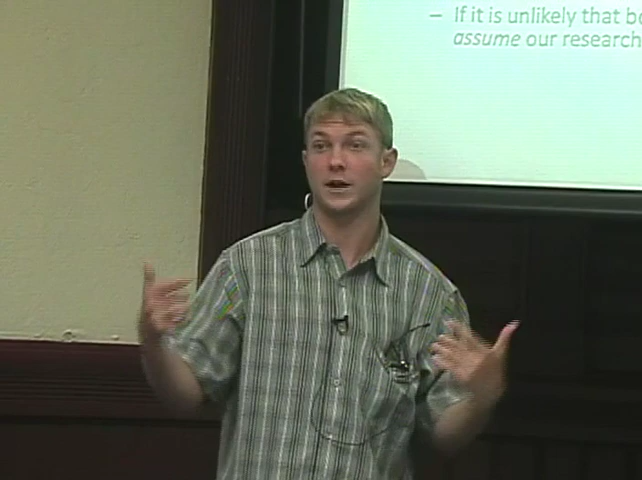 – If it is unlikely that bo
assume our research